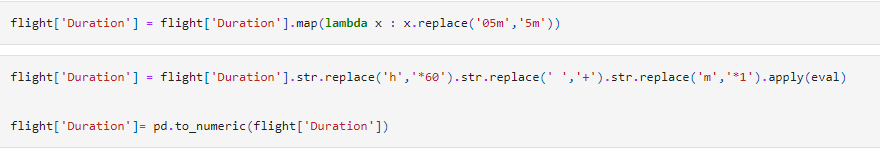 flight['Duration'] = flight['Duration'].map(lambda x : x.replace('05m','5m'))
flight['Duration'] = flight['Duration'].str.replace('h','*60').str.replace(' ','+').str.replace('m','*1').apply(eval)
flight['Duration']= pd.to_numeric(flight['Duration'])